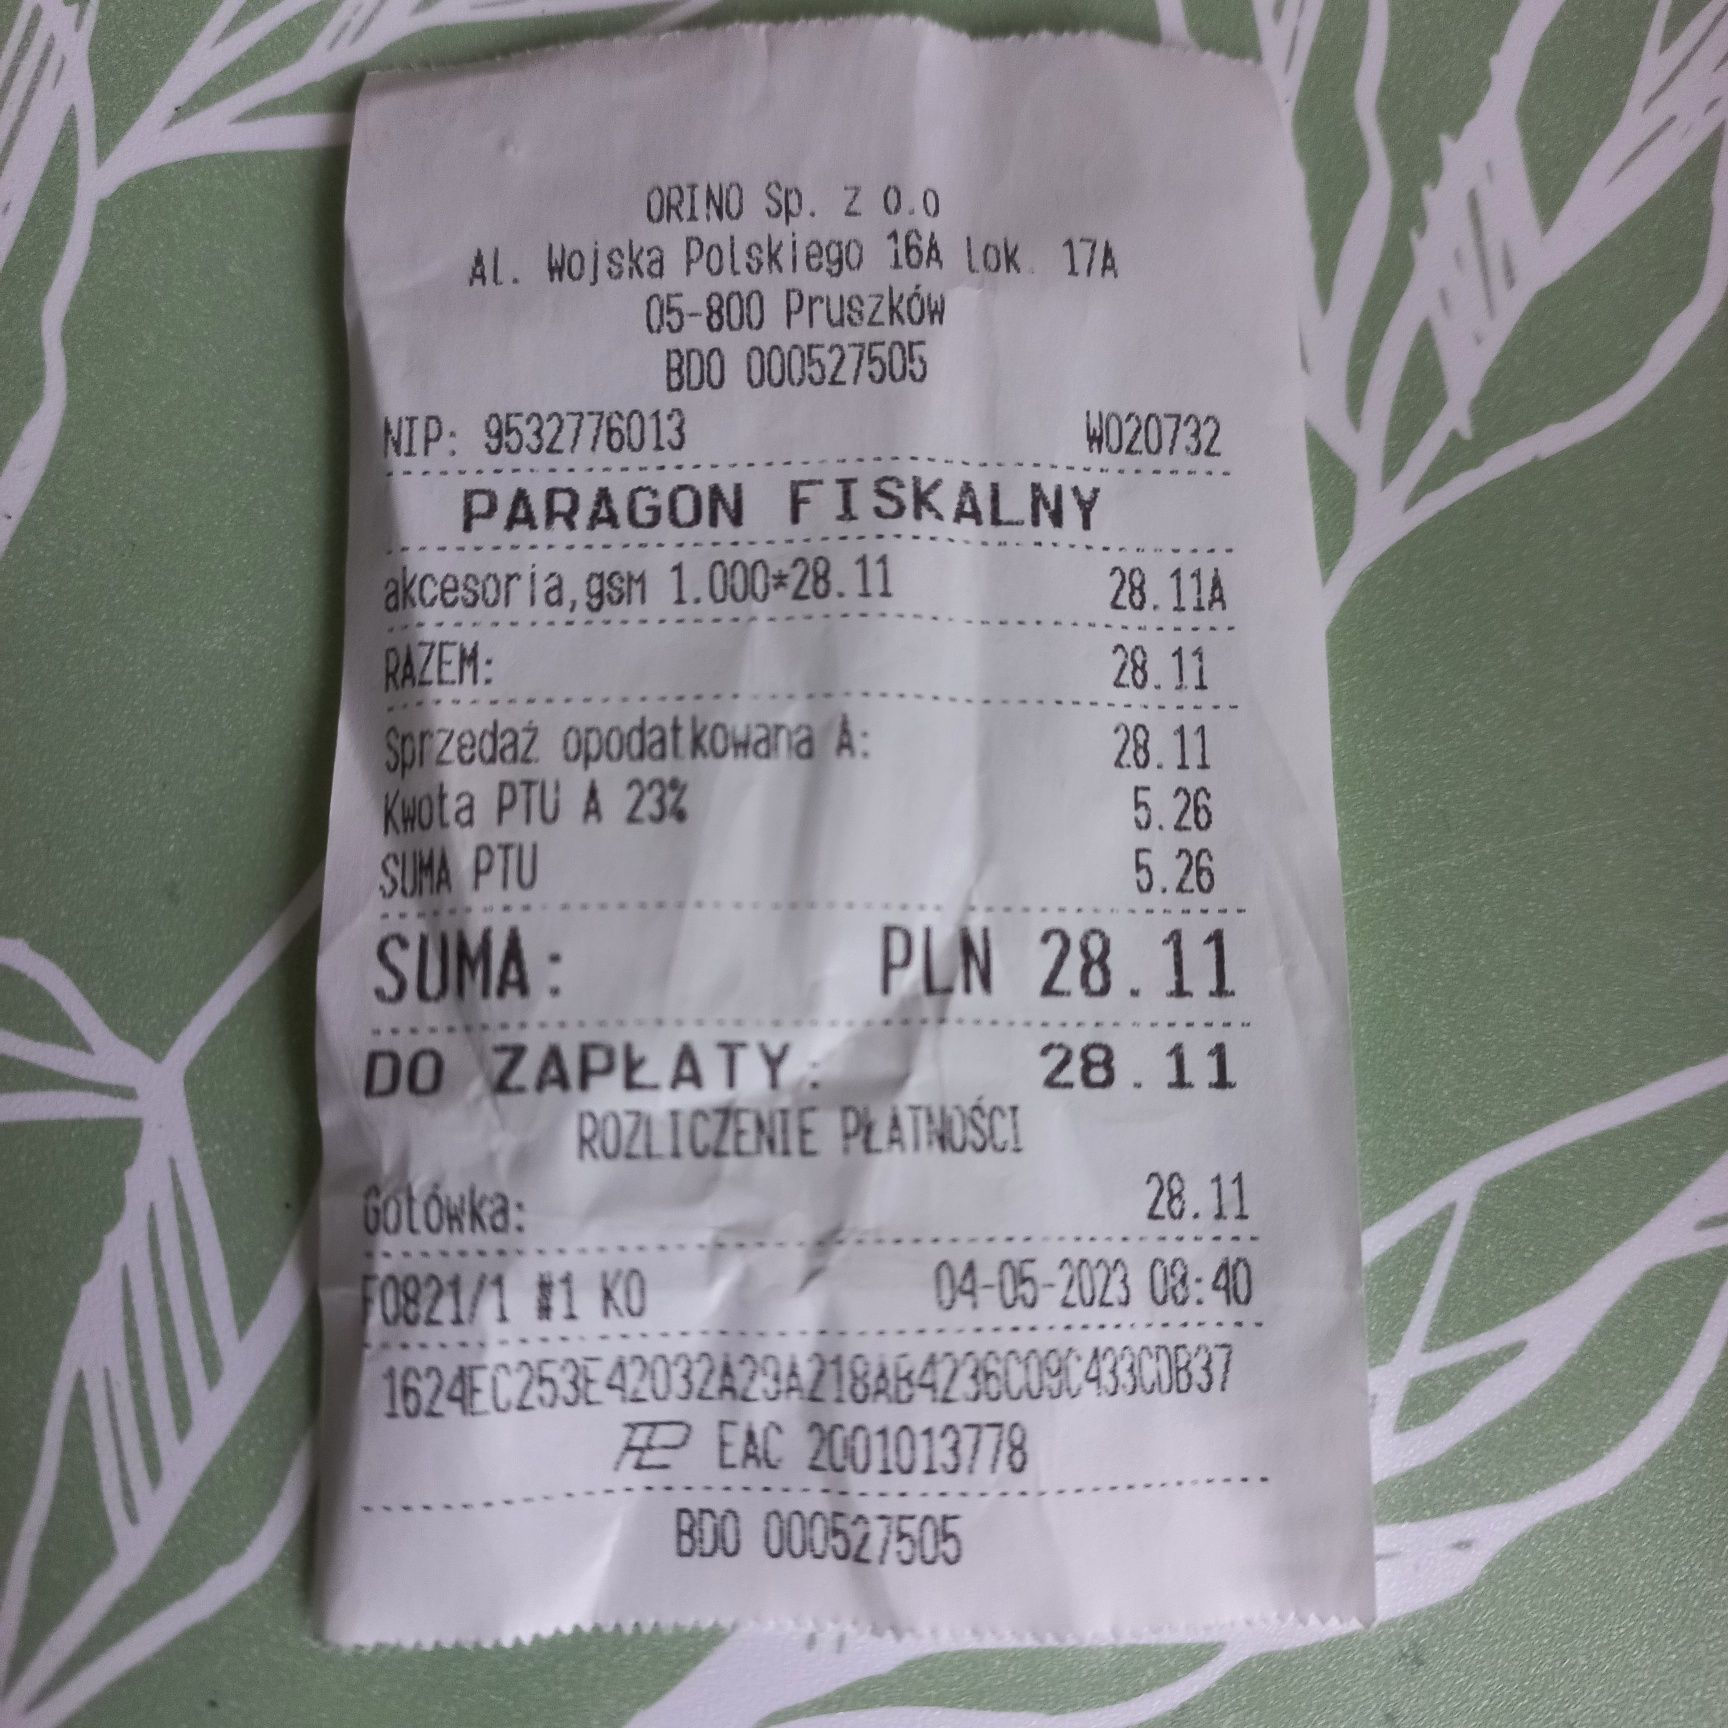 ORINO Sp. z o.o
Al. Wojska Polskiego 16A lok. 17A
05-800 Pruszków
BDO 000527505
NIP: 9532776013 W020732
PARAGON FISKALNY
akcesoria,gsm 1.000*28.11 28.11A
RAZEM: 28.11
Sprzedaż opodatkowana A: 28.11
Kwota PTU A 23% 5.26
SUMA PTU 5.26
SUMA: PLN 28.11
DO ZAPŁATY: 28.11
ROZLICZENIE PŁATNOŚCI
Gotówka: 28.11
F0821/1 #1 KO 04-05-2023 08:40
1624EC253E42032A29A218AB4236C09C433CDB37
EAC 2001013778
BDO 000527505